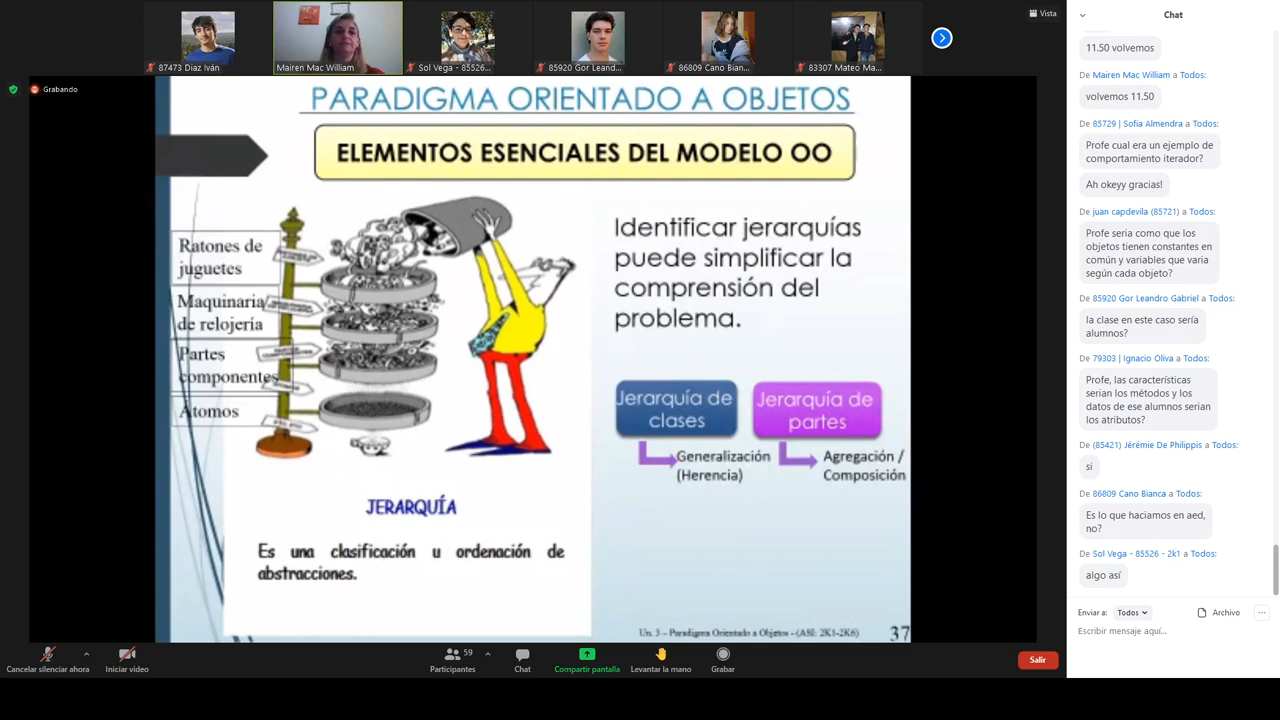 Vista
87473 Diaz Iván
Mairen Mac William
Sol Vega - 85526...
85920 Gor Leand...
86809 Cano Bian...
83307 Mateo Ma...
Grabando
PARADIGMA ORIENTADO A OBJETOS
ELEMENTOS ESENCIALES DEL MODELO OO
Ratones de
juguetes
Maquinaria
de relojería
Partes
componentes
Átomos
Identificar jerarquías
puede simplificar la
comprensión del
problema.
Jerarquía de
clases
Jerarquía de
partes
Generalización
(Herencia)
Agregación /
Composición
JERARQUÍA
Es una clasificación u ordenación de
abstracciones.
Un. 3 – Paradigma Orientado a Objetos - (ASI: 2K1-2K6)
37
Cancelar silenciar ahora
Iniciar video
59
Participantes
Chat
Compartir pantalla
Levantar la mano
Grabar
Salir
Chat
11.50 volvemos
De Mairen Mac William a Todos:
volvemos 11.50
De 85729 | Sofia Almendra a Todos:
Profe cual era un ejemplo de
comportamiento iterador?
Ah okeyy gracias!
De juan capdevila (85721) a Todos:
Profe seria como que los
objetos tienen constantes en
común y variables que varia
según cada objeto?
De 85920 Gor Leandro Gabriel a Todos:
la clase en este caso sería
alumnos?
De 79303 | Ignacio Oliva a Todos:
Profe, las características
serian los métodos y los
datos de ese alumnos serian
los atributos?
De (85421) Jérémie De Philippis a Todos:
si
De 86809 Cano Bianca a Todos:
Es lo que haciamos en aed,
no?
De Sol Vega - 85526 - 2k1 a Todos:
algo así
Enviar a: Todos
Archivo
Escribir mensaje aquí...